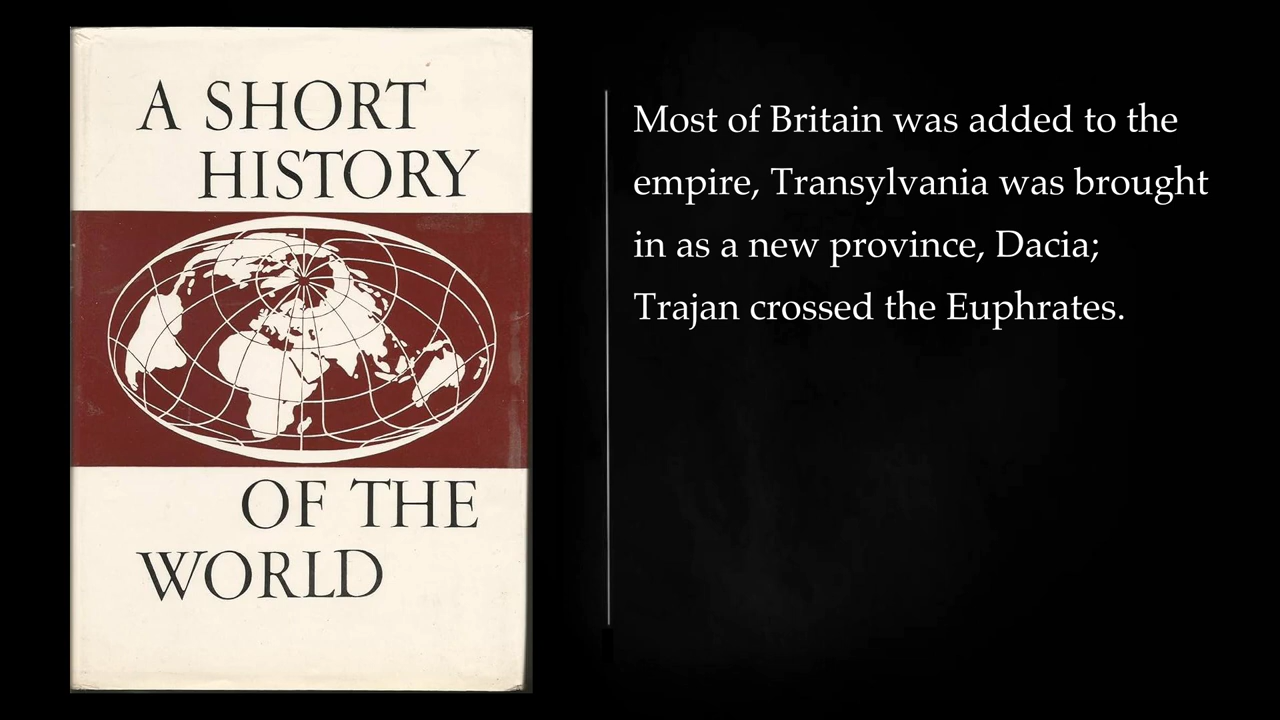 A SHORT
HISTORY
OF THE
WORLD
Most of Britain was added to the
empire, Transylvania was brought
in as a new province, Dacia;
Trajan crossed the Euphrates.